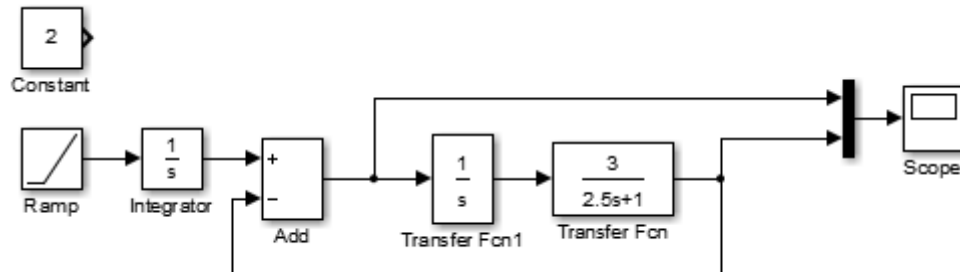 2
Constant
Ramp
1
s
Integrator
+
−
Add
1
s
Transfer Fcn1
3
2.5s+1
Transfer Fcn
Scope